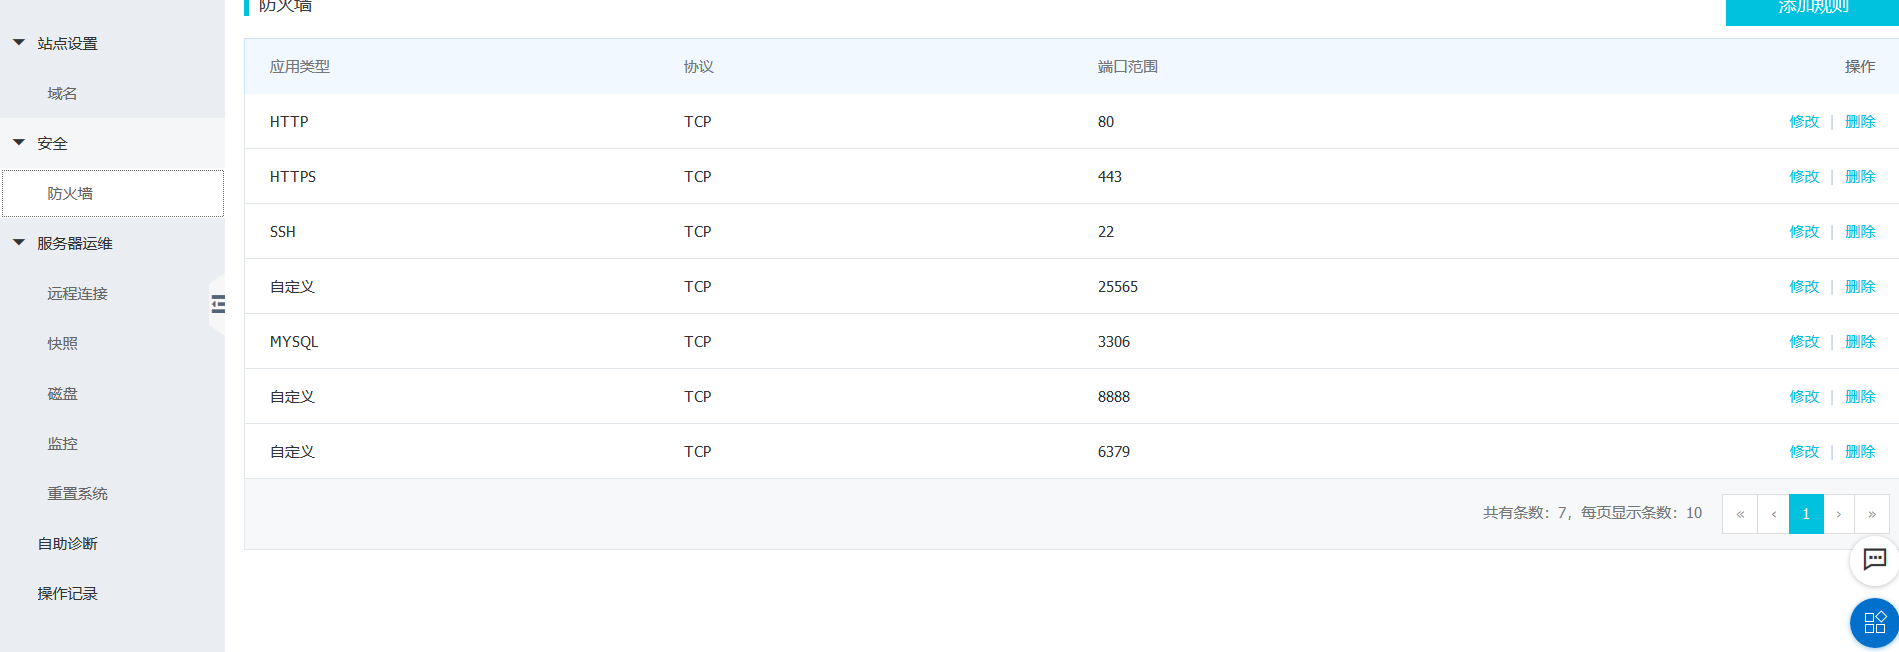 防火墙
添加规则
站点设置
域名
安全
防火墙
服务器运维
远程连接
快照
磁盘
监控
重置系统
自助诊断
操作记录
应用类型 协议 端口范围 操作
HTTP TCP 80 修改 | 删除
HTTPS TCP 443 修改 | 删除
SSH TCP 22 修改 | 删除
自定义 TCP 25565 修改 | 删除
MYSQL TCP 3306 修改 | 删除
自定义 TCP 8888 修改 | 删除
自定义 TCP 6379 修改 | 删除
共有条数：7，每页显示条数：10 « ‹ 1 › »